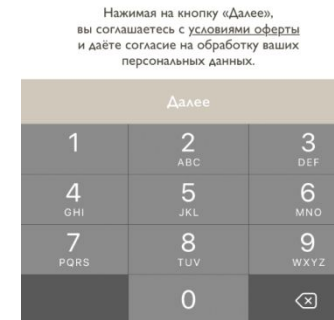 Нажимая на кнопку «Далее»,
вы соглашаетесь с условиями оферты
и даёте согласие на обработку ваших
персональных данных.
Далее
1 2 3
ABC DEF
4 5 6
GHI JKL MNO
7 8 9
PQRS TUV WXYZ
0